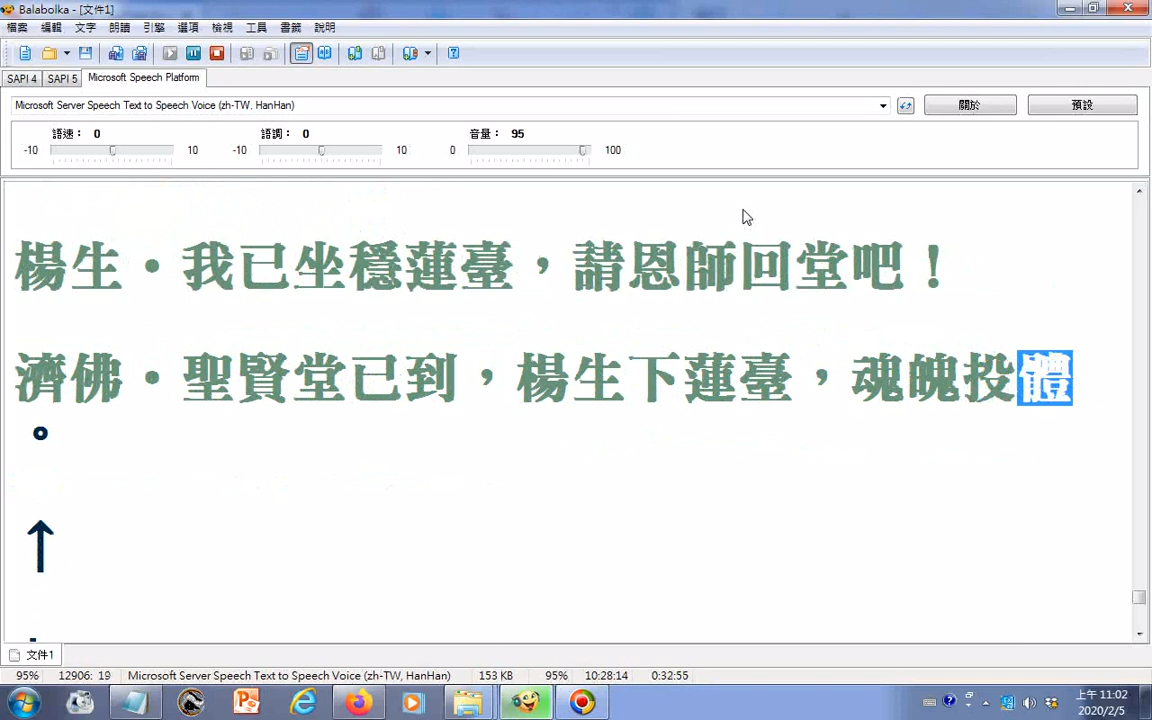 Balabolka - [文件1]
檔案 編輯 文字 朗讀 引擎 選項 檢視 工具 書籤 說明
SAPI 4 SAPI 5 Microsoft Speech Platform
Microsoft Server Speech Text to Speech Voice (zh-TW, HanHan) 關於 預設
語速： 0 語調： 0 音量： 95
-10 10 -10 10 0 100
楊生‧我已坐穩蓮臺，請恩師回堂吧！
濟佛‧聖賢堂已到，楊生下蓮臺，魂魄投體
。
↑
文件1
95% 12906: 19 Microsoft Server Speech Text to Speech Voice (zh-TW, HanHan) 153 KB 95% 10:28:14 0:32:55
上午 11:02
2020/2/5